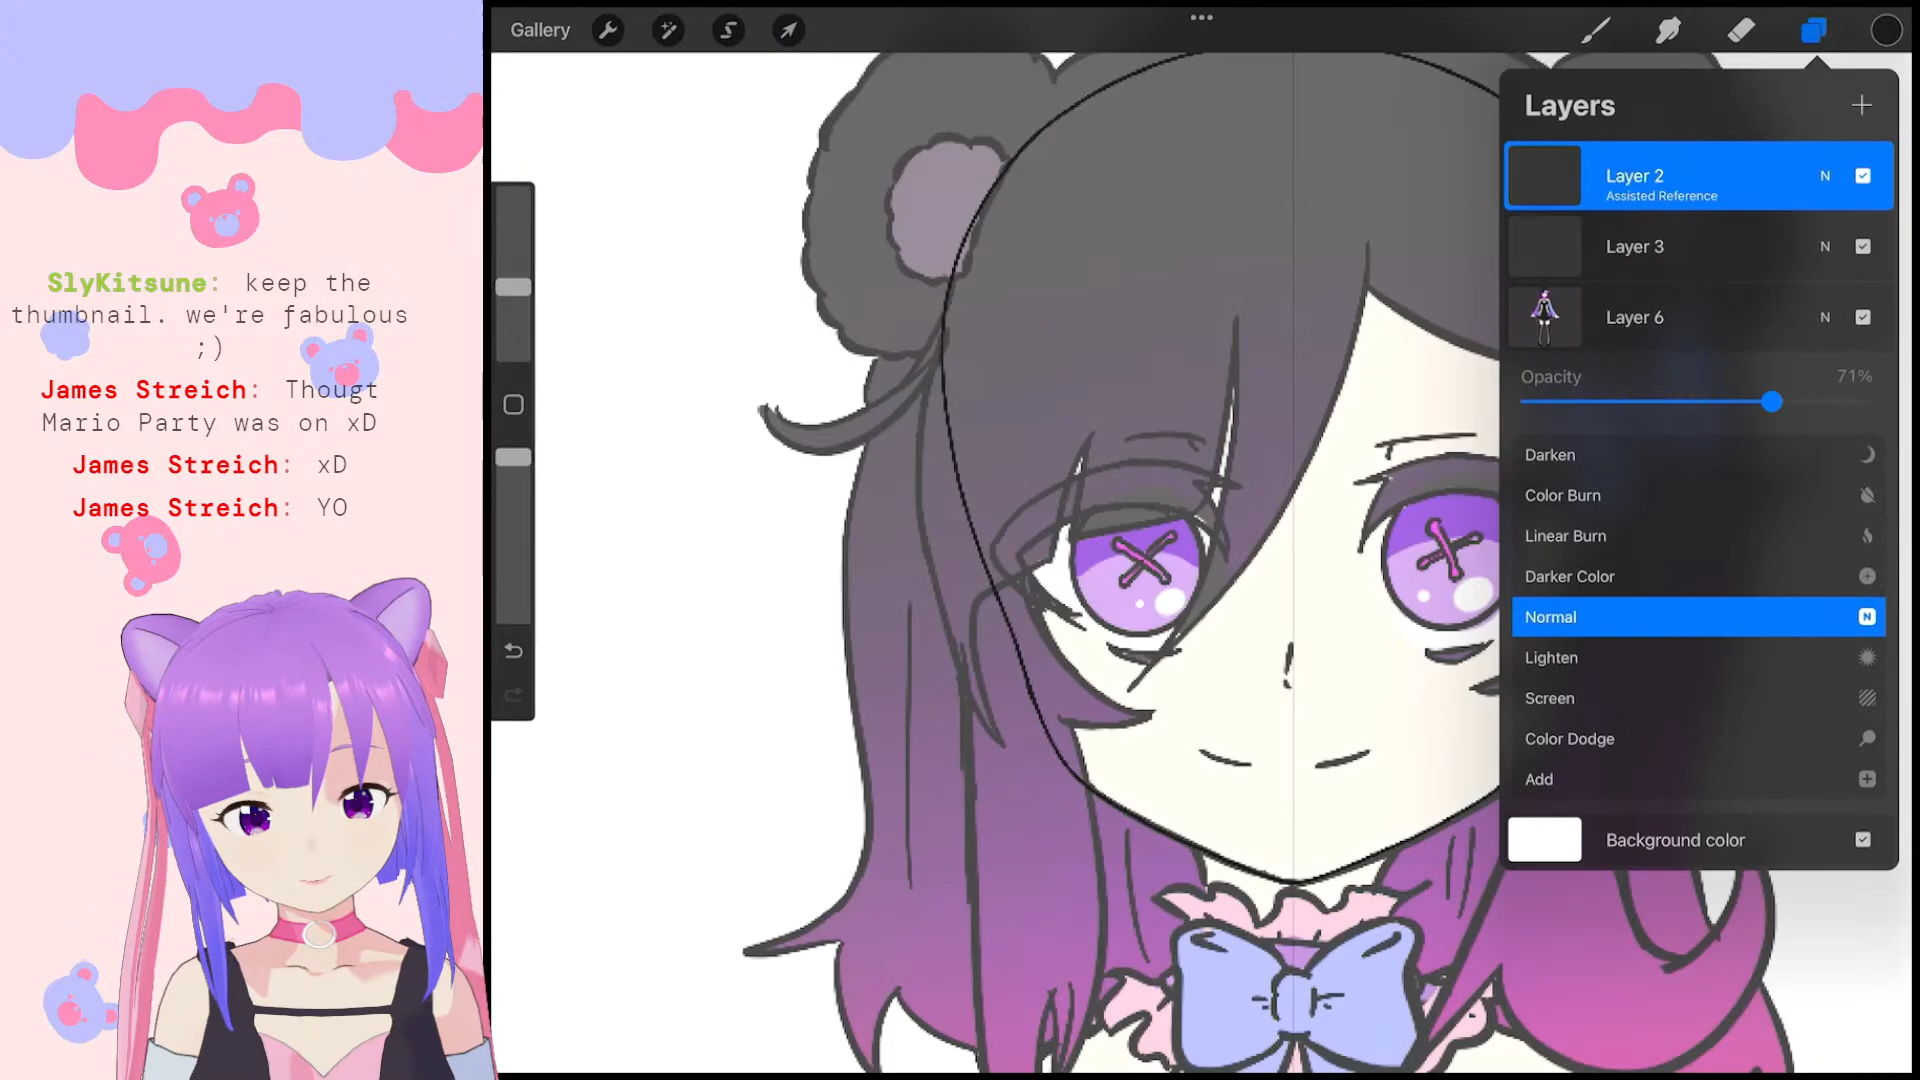 Gallery
Layers
Layer 2
N
Assisted Reference
Layer 3
N
Layer 6
N
Opacity
71%
Darken
Color Burn
Linear Burn
Darker Color
Normal
N
Lighten
Screen
Color Dodge
Add
Background color
SlyKitsune: keep the
thumbnail. we're fabulous
;)
James Streich: Thougt
Mario Party was on xD
James Streich: xD
James Streich: YO